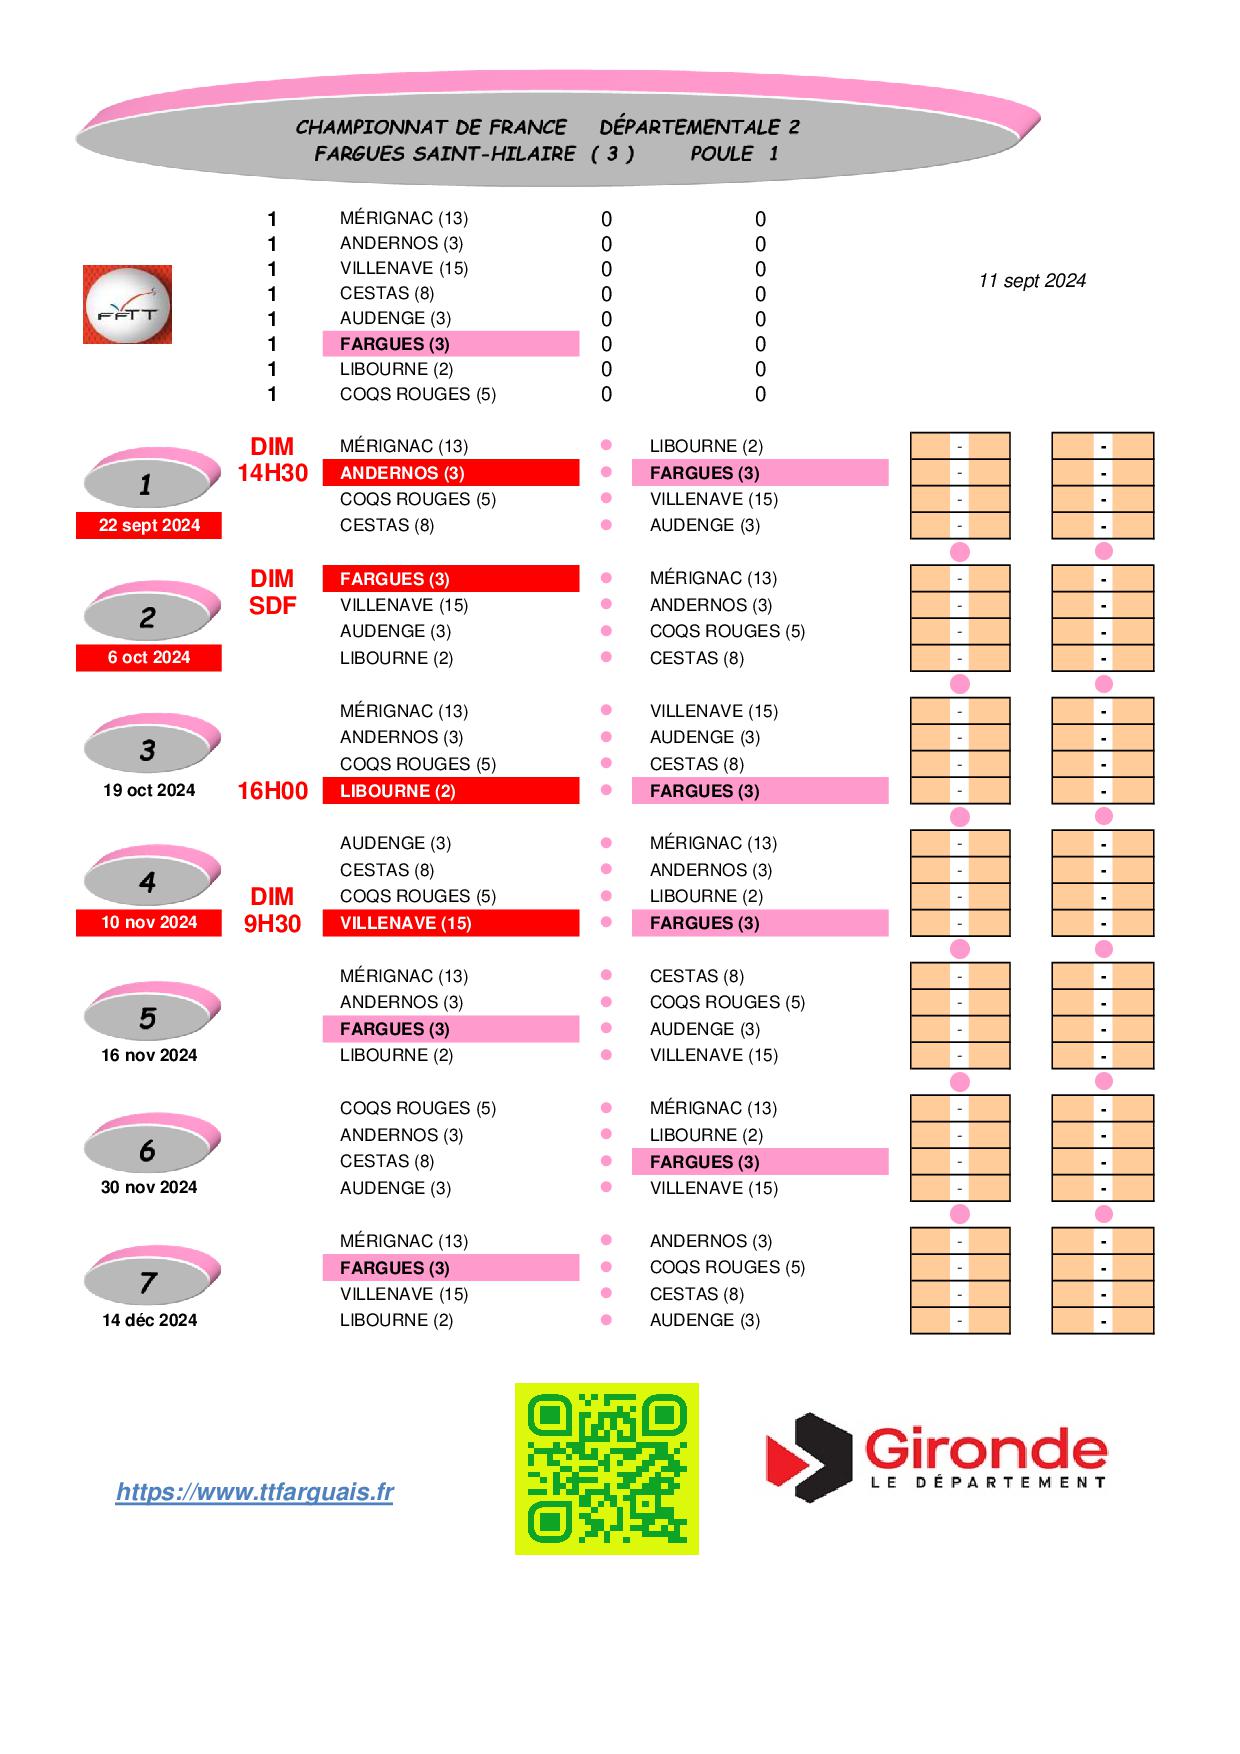 CHAMPIONNAT DE FRANCE DÉPARTEMENTALE 2
FARGUES SAINT-HILAIRE ( 3 ) POULE 1
1 MÉRIGNAC (13) 0 0
1 ANDERNOS (3) 0 0
1 VILLENAVE (15) 0 0
11 sept 2024
1 CESTAS (8) 0 0
FFTT
1 AUDENGE (3) 0 0
1 FARGUES (3) 0 0
1 LIBOURNE (2) 0 0
1 COQS ROUGES (5) 0 0
DIM MÉRIGNAC (13) LIBOURNE (2) - -
1 14H30 ANDERNOS (3) FARGUES (3) - -
COQS ROUGES (5) VILLENAVE (15) - -
22 sept 2024 CESTAS (8) AUDENGE (3) - -
DIM FARGUES (3) MÉRIGNAC (13) - -
2 SDF VILLENAVE (15) ANDERNOS (3) - -
AUDENGE (3) COQS ROUGES (5) - -
6 oct 2024 LIBOURNE (2) CESTAS (8) - -
MÉRIGNAC (13) VILLENAVE (15) - -
3 ANDERNOS (3) AUDENGE (3) - -
COQS ROUGES (5) CESTAS (8) - -
19 oct 2024 16H00 LIBOURNE (2) FARGUES (3) - -
AUDENGE (3) MÉRIGNAC (13) - -
4 CESTAS (8) ANDERNOS (3) - -
DIM COQS ROUGES (5) LIBOURNE (2) - -
10 nov 2024 9H30 VILLENAVE (15) FARGUES (3) - -
MÉRIGNAC (13) CESTAS (8) - -
5 ANDERNOS (3) COQS ROUGES (5) - -
FARGUES (3) AUDENGE (3) - -
16 nov 2024 LIBOURNE (2) VILLENAVE (15) - -
COQS ROUGES (5) MÉRIGNAC (13) - -
6 ANDERNOS (3) LIBOURNE (2) - -
CESTAS (8) FARGUES (3) - -
30 nov 2024 AUDENGE (3) VILLENAVE (15) - -
MÉRIGNAC (13) ANDERNOS (3) - -
7 FARGUES (3) COQS ROUGES (5) - -
VILLENAVE (15) CESTAS (8) - -
14 déc 2024 LIBOURNE (2) AUDENGE (3) - -
Gironde
LE DÉPARTEMENT
https://www.ttfarguais.fr